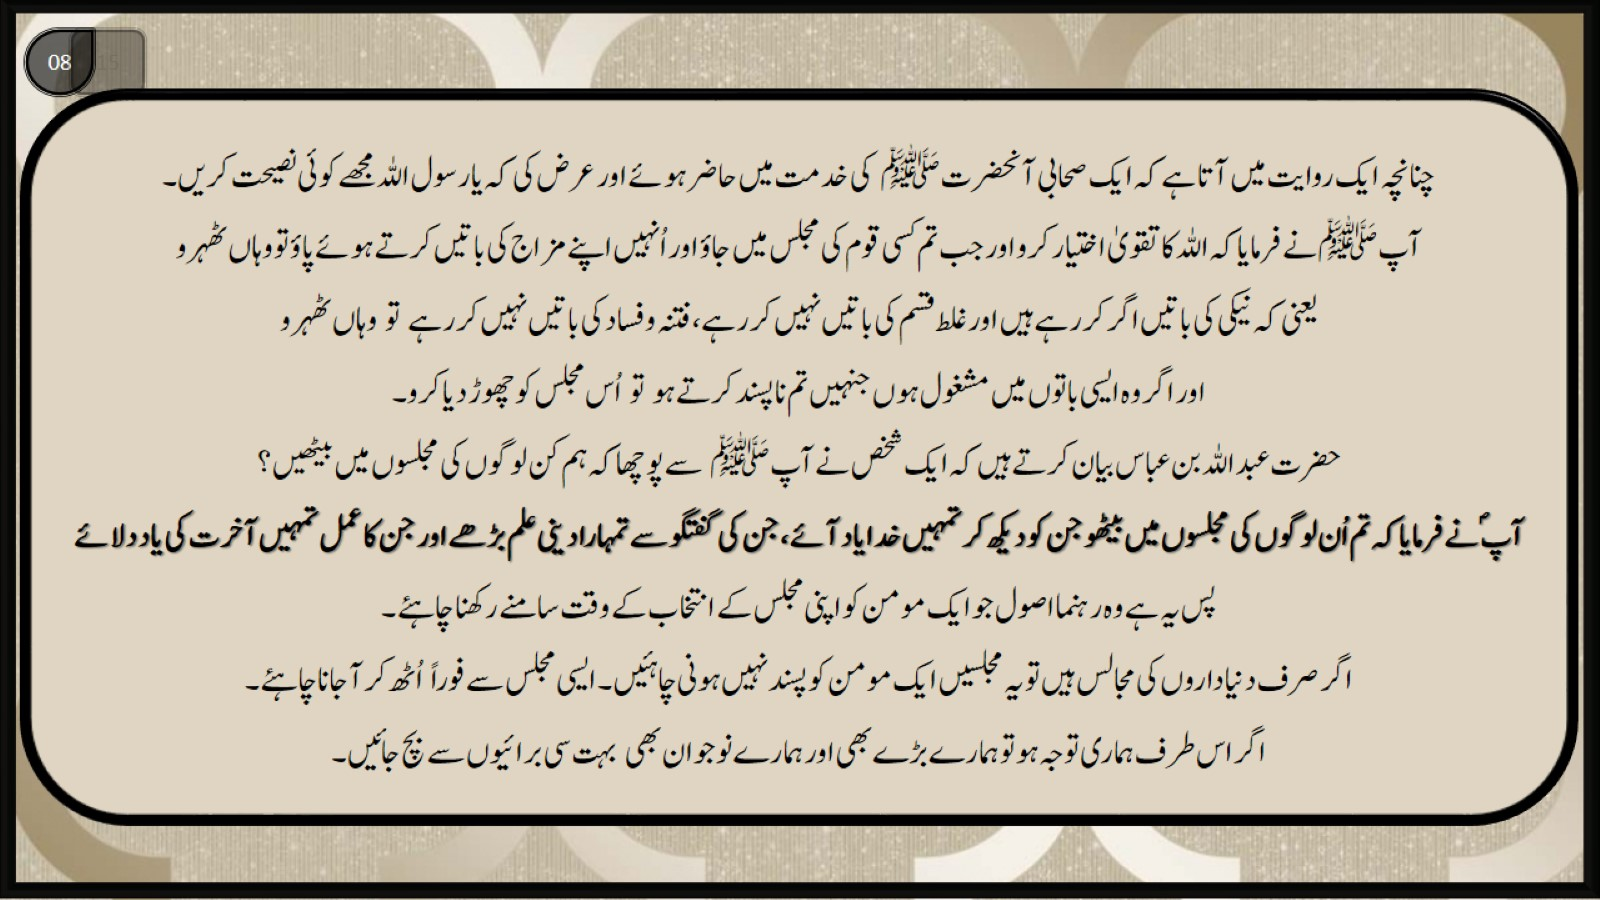 08
چنانچہ ایک روایت میں آتا ہے کہ ایک صحابی آنحضرت ﷺ کی خدمت میں حاضر ہوئے اور عرض کی کہ یا رسول اللہ مجھے کوئی نصیحت کریں۔
آپ ﷺ نے فرمایا کہ اللہ کا تقویٰ اختیار کرو اور جب تم کسی قوم کی مجلس میں جاؤ اور اُنہیں اپنے مزاج کی باتیں کرتے ہوئے پاؤ تو وہاں ٹھہرو
یعنی کہ نیکی کی باتیں اگر کر رہے ہیں اور غلط قسم کی باتیں نہیں کر رہے، فتنہ و فساد کی باتیں نہیں کر رہے تو وہاں ٹھہرو
اور اگر وہ ایسی باتوں میں مشغول ہوں جنہیں تم ناپسند کرتے ہو تو اُس مجلس کو چھوڑ دیا کرو۔
حضرت عبد اللہ بن عباس بیان کرتے ہیں کہ ایک شخص نے آپ ﷺ سے پوچھا کہ ہم کن لوگوں کی مجلسوں میں بیٹھیں؟
آپؐ نے فرمایا کہ تم اُن لوگوں کی مجلسوں میں بیٹھو جن کو دیکھ کر تمہیں خدا یاد آئے، جن کی گفتگو سے تمہارا دینی علم بڑھے اور جن کا عمل تمہیں آخرت کی یاد دلائے
پس یہ ہے وہ رہنما اصول جو ایک مومن کو اپنی مجلس کے انتخاب کے وقت سامنے رکھنا چاہئے۔
اگر صرف دنیاداروں کی مجالس ہیں تو یہ مجلسیں ایک مومن کو پسند نہیں ہونی چاہئیں۔ ایسی مجلس سے فوراً اُٹھ کر آجانا چاہئے۔
اگر اس طرف ہماری توجہ ہو تو ہمارے بڑے بھی اور ہمارے نوجوان بھی بہت سی برائیوں سے بچ جائیں۔